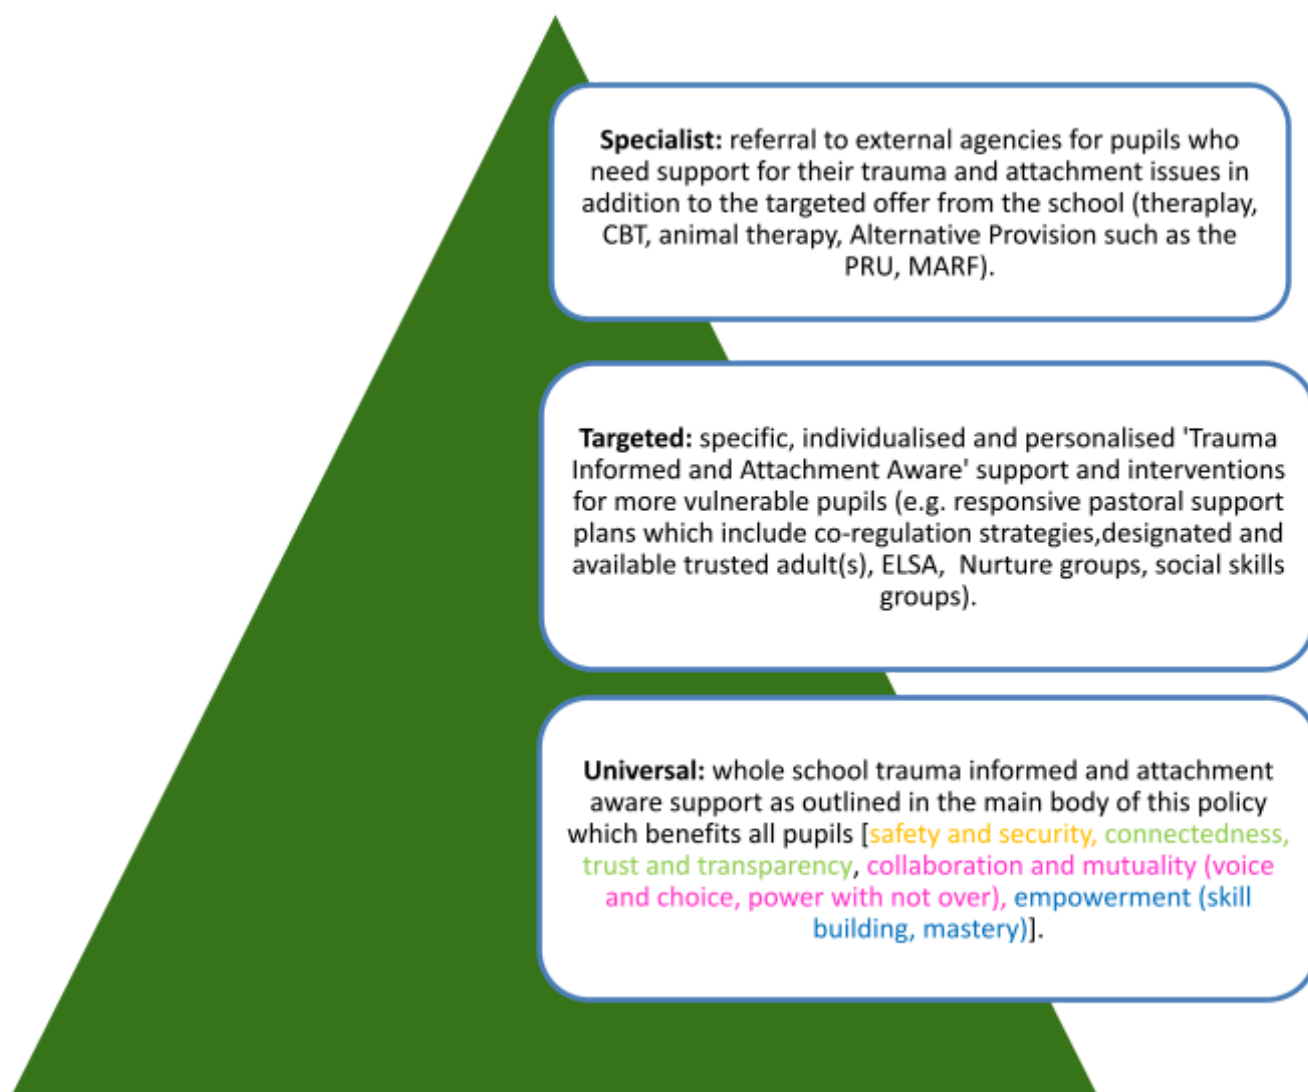 Specialist: referral to external agencies for pupils who
need support for their trauma and attachment issues in
addition to the targeted offer from the school (theraplay,
CBT, animal therapy, Alternative Provision such as the
PRU, MARF).
Targeted: specific, individualised and personalised 'Trauma
Informed and Attachment Aware' support and interventions
for more vulnerable pupils (e.g. responsive pastoral support
plans which include co-regulation strategies,designated and
available trusted adult(s), ELSA,  Nurture groups, social skills
groups).
Universal: whole school trauma informed and attachment
aware support as outlined in the main body of this policy
which benefits all pupils [safety and security, connectedness,
trust and transparency, collaboration and mutuality (voice
and choice, power with not over), empowerment (skill
building, mastery)].